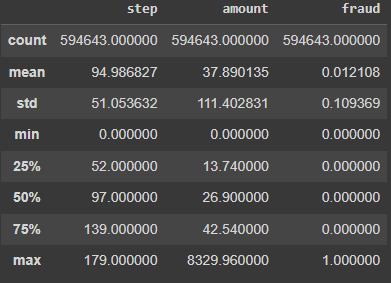 step amount fraud
count 594643.000000 594643.000000 594643.000000
mean 94.986827 37.890135 0.012108
std 51.053632 111.402831 0.109369
min 0.000000 0.000000 0.000000
25% 52.000000 13.740000 0.000000
50% 97.000000 26.900000 0.000000
75% 139.000000 42.540000 0.000000
max 179.000000 8329.960000 1.000000